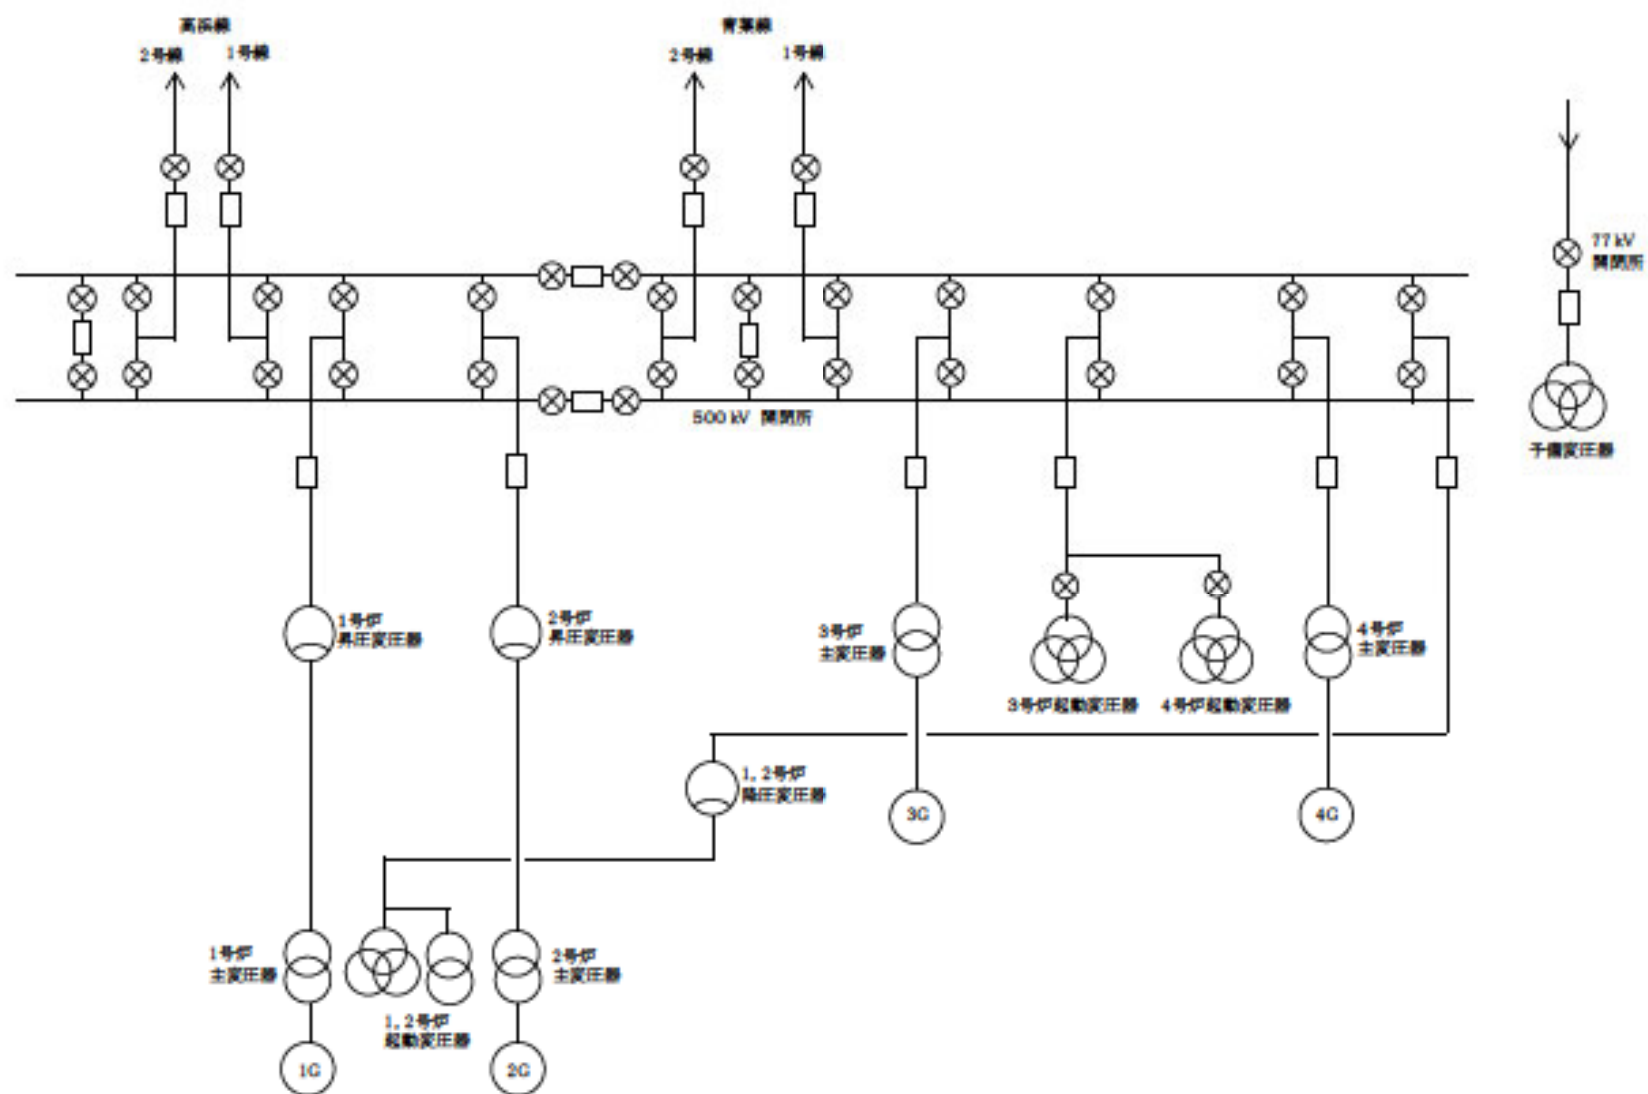 高浜線
2号線
1号線
青葉線
2号線
1号線
77 kV
開閉所
予備変圧器
500 kV 開閉所
1号炉
昇圧変圧器
2号炉
昇圧変圧器
3号炉
主変圧器
3号炉起動変圧器
4号炉起動変圧器
4号炉
主変圧器
1,2号炉
降圧変圧器
3G
4G
1号炉
主変圧器
1,2号炉
起動変圧器
2号炉
主変圧器
1G
2G